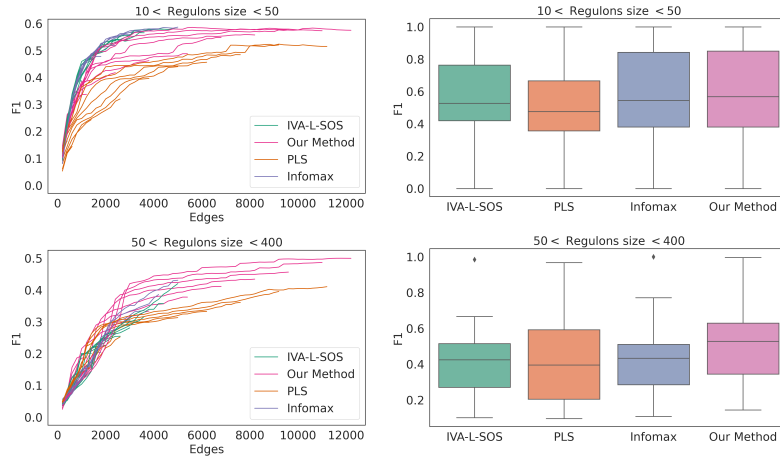 10 < Regulons size < 50
F1
0.6
0.5
0.4
0.3
0.2
0.1
0.0
IVA-L-SOS
Our Method
PLS
Infomax
0 2000 4000 6000 8000 10000 12000
Edges
10 < Regulons size < 50
F1
1.0
0.8
0.6
0.4
0.2
0.0
IVA-L-SOS PLS Infomax Our Method
50 < Regulons size < 400
F1
0.5
0.4
0.3
0.2
0.1
0.0
IVA-L-SOS
Our Method
PLS
Infomax
0 2000 4000 6000 8000 10000 12000
Edges
50 < Regulons size < 400
F1
1.0
0.8
0.6
0.4
0.2
IVA-L-SOS PLS Infomax Our Method